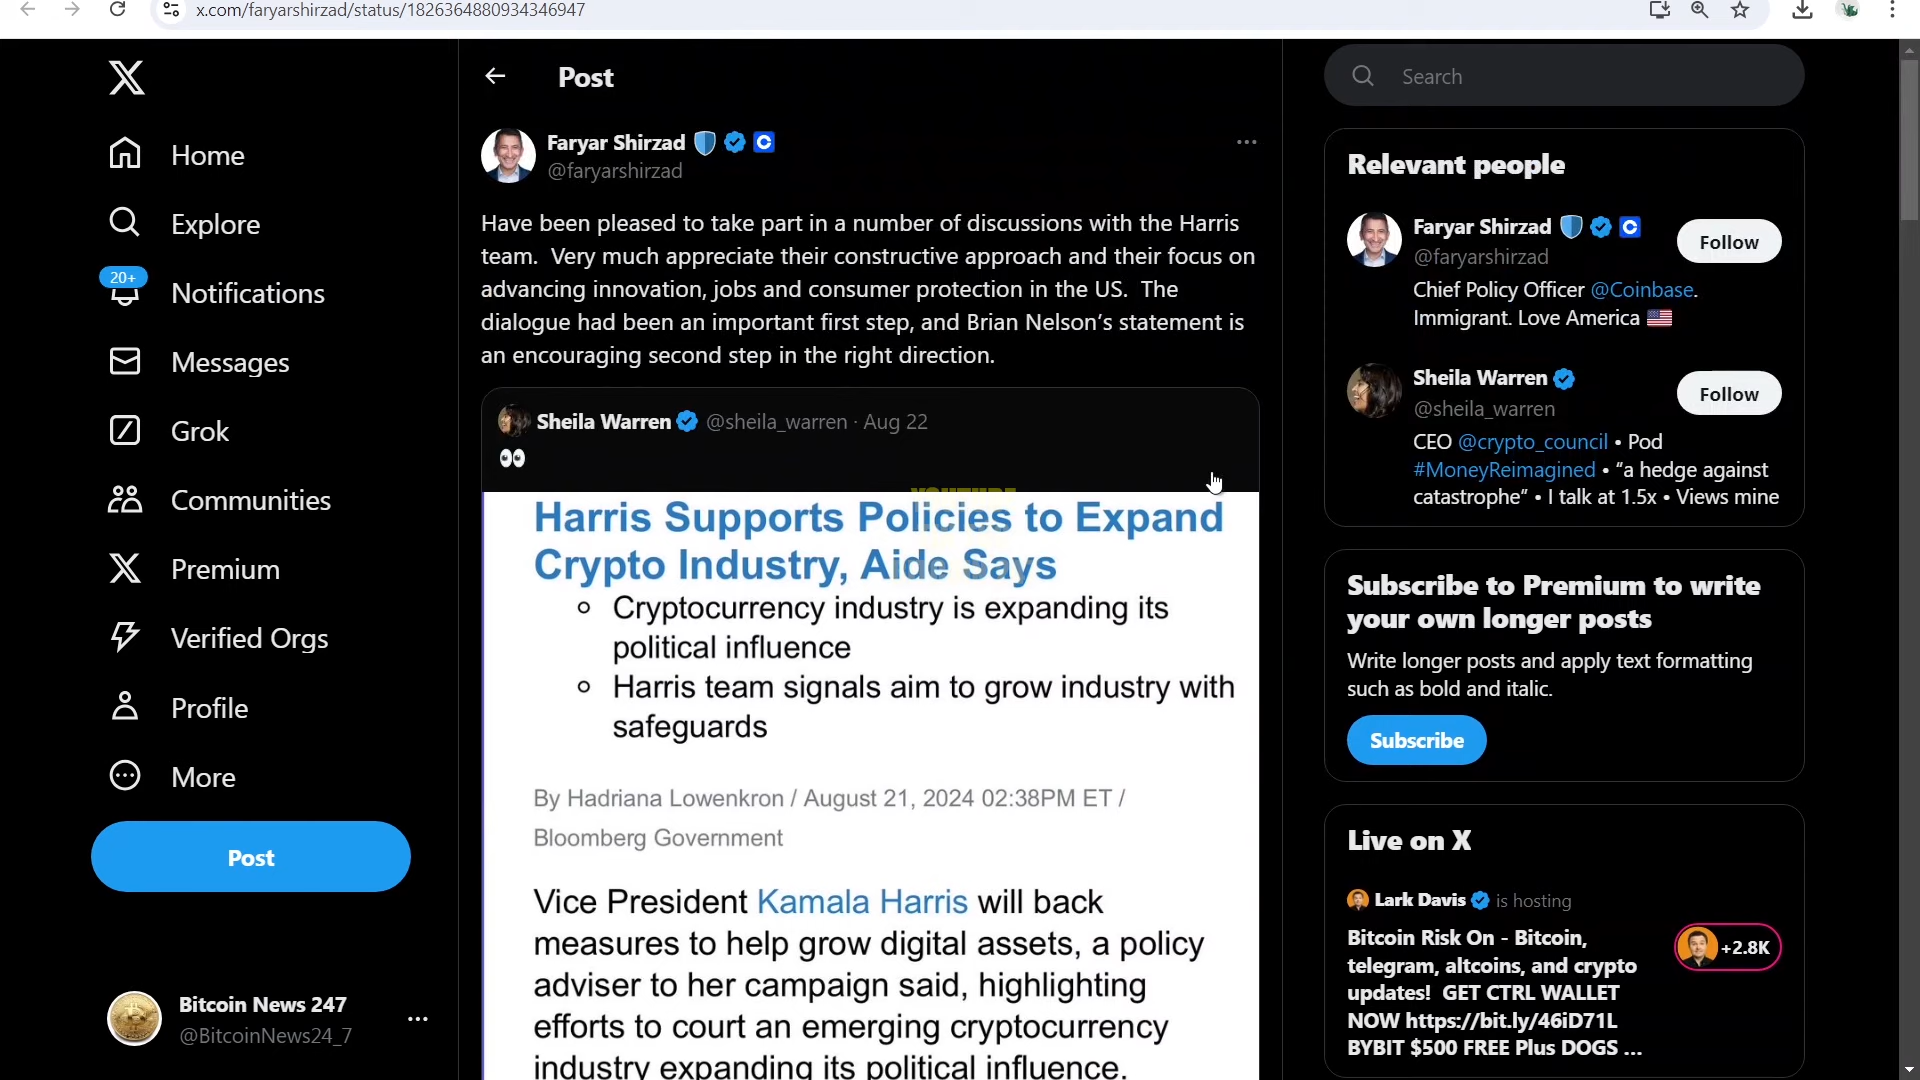 x.com/faryarshirzad/status/1826364880934346947
Home
Explore
20+
Notifications
Messages
Grok
Communities
Premium
Verified Orgs
Profile
More
Post
Bitcoin News 247
@BitcoinNews24_7
Post
Faryar Shirzad
@faryarshirzad
Have been pleased to take part in a number of discussions with the Harris
team. Very much appreciate their constructive approach and their focus on
advancing innovation, jobs and consumer protection in the US. The
dialogue had been an important first step, and Brian Nelson’s statement is
an encouraging second step in the right direction.
Sheila Warren @sheila_warren · Aug 22
YOUTUBE
Harris Supports Policies to Expand
Crypto Industry, Aide Says
Cryptocurrency industry is expanding its
political influence
Harris team signals aim to grow industry with
safeguards
By Hadriana Lowenkron / August 21, 2024 02:38PM ET /
Bloomberg Government
Vice President Kamala Harris will back
measures to help grow digital assets, a policy
adviser to her campaign said, highlighting
efforts to court an emerging cryptocurrency
industry expanding its political influence.
Search
Relevant people
Faryar Shirzad
@faryarshirzad
Follow
Chief Policy Officer @Coinbase.
Immigrant. Love America
Sheila Warren
@sheila_warren
Follow
CEO @crypto_council • Pod
#MoneyReimagined • “a hedge against
catastrophe” • I talk at 1.5x • Views mine
Subscribe to Premium to write
your own longer posts
Write longer posts and apply text formatting
such as bold and italic.
Subscribe
Live on X
Lark Davis is hosting
Bitcoin Risk On - Bitcoin,
telegram, altcoins, and crypto
updates! GET CTRL WALLET
NOW https://bit.ly/46iD71L
BYBIT $500 FREE Plus DOGS ...
+2.8K